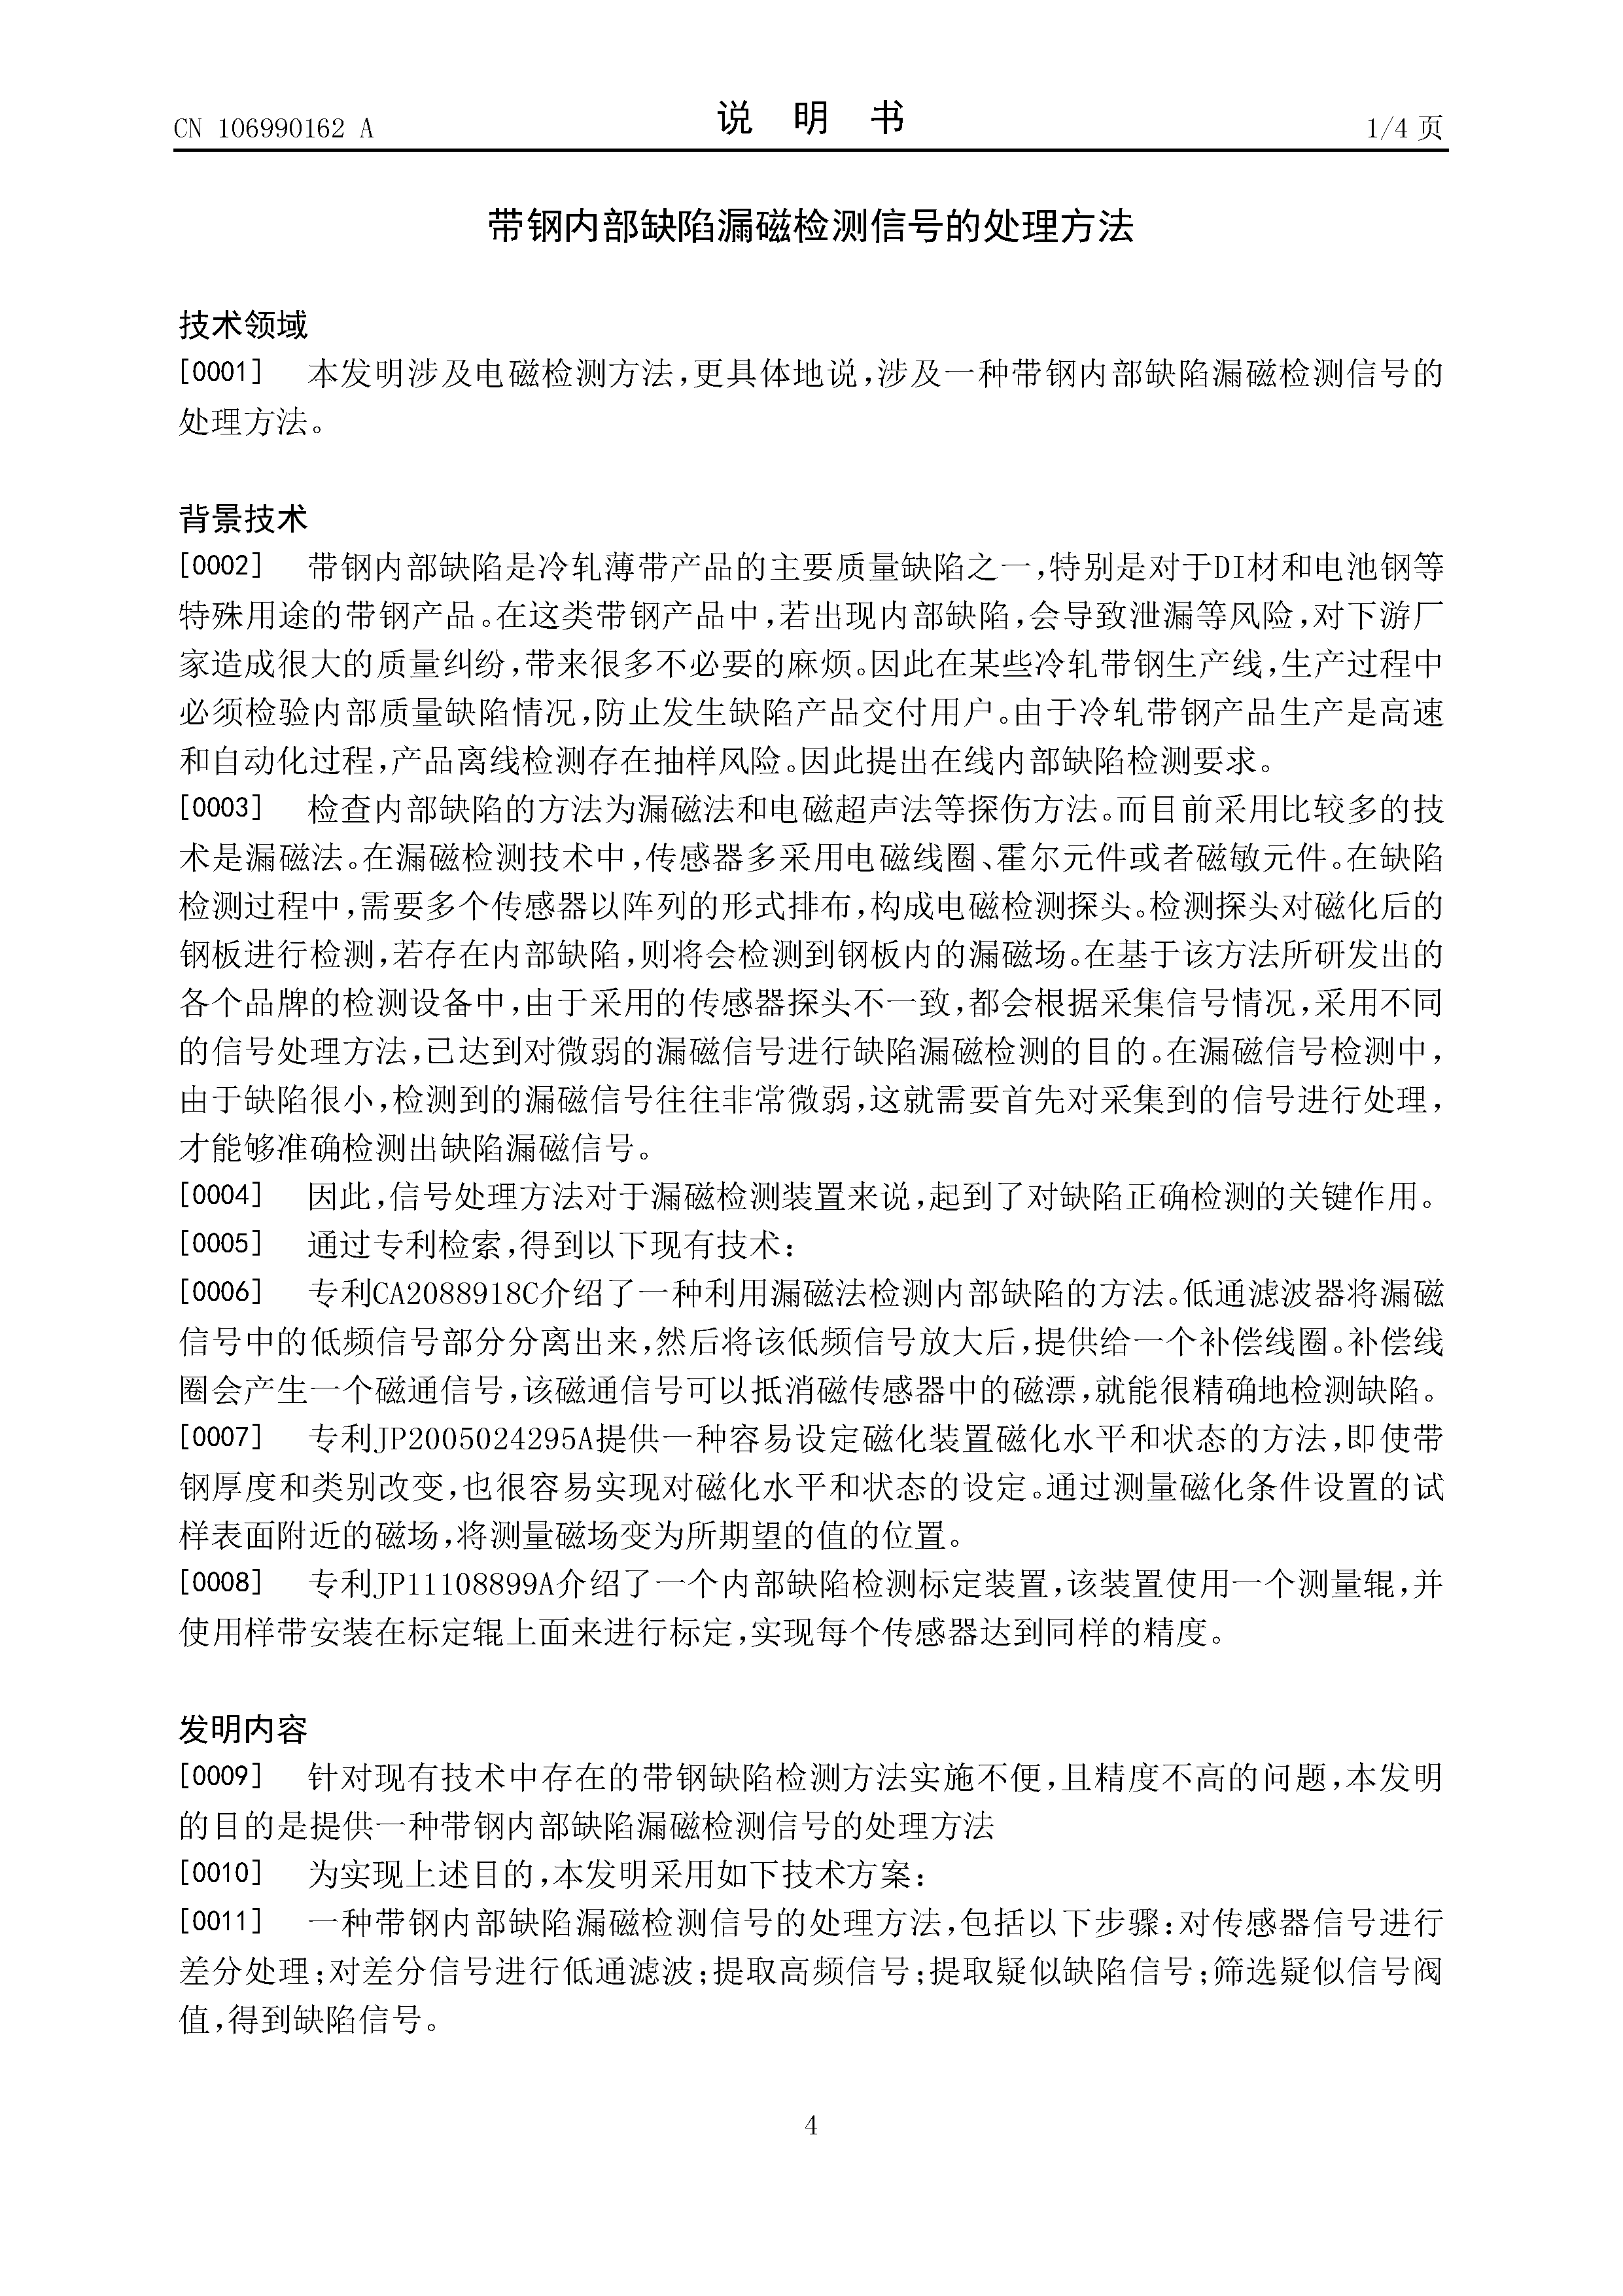 CN 106990162 A
说 明 书
1/4 页
带钢内部缺陷漏磁检测信号的处理方法
技术领域
[0001] 本发明涉及电磁检测方法,更具体地说,涉及一种带钢内部缺陷漏磁检测信号的
处理方法。
背景技术
[0002] 带钢内部缺陷是冷轧薄带产品的主要质量缺陷之一,特别是对于DI材和电池钢等
特殊用途的带钢产品。在这类带钢产品中,若出现内部缺陷,会导致泄漏等风险,对下游厂
家造成很大的质量纠纷,带来很多不必要的麻烦。因此在某些冷轧带钢生产线,生产过程中
必须检验内部质量缺陷情况,防止发生缺陷产品交付用户。由于冷轧带钢产品生产是高速
和自动化过程,产品离线检测存在抽样风险。因此提出在线内部缺陷检测要求。
[0003] 检查内部缺陷的方法为漏磁法和电磁超声法等探伤方法。而目前采用比较多的技
术是漏磁法。在漏磁检测技术中,传感器多采用电磁线圈、霍尔元件或者磁敏元件。在缺陷
检测过程中,需要多个传感器以阵列的形式排布,构成电磁检测探头。检测探头对磁化后的
钢板进行检测,若存在内部缺陷,则将会检测到钢板内的漏磁场。在基于该方法所研发出的
各个品牌的检测设备中,由于采用的传感器探头不一致,都会根据采集信号情况,采用不同
的信号处理方法,已达到对微弱的漏磁信号进行缺陷漏磁检测的目的。在漏磁信号检测中,
由于缺陷很小,检测到的漏磁信号往往非常微弱,这就需要首先对采集到的信号进行处理,
才能够准确检测出缺陷漏磁信号。
[0004] 因此,信号处理方法对于漏磁检测装置来说,起到了对缺陷正确检测的关键作用。
[0005] 通过专利检索,得到以下现有技术:
[0006] 专利CA2088918C介绍了一种利用漏磁法检测内部缺陷的方法。低通滤波器将漏磁
信号中的低频信号部分分离出来,然后将该低频信号放大后,提供给一个补偿线圈。补偿线
圈会产生一个磁通信号,该磁通信号可以抵消磁传感器中的磁漂,就能很精确地检测缺陷。
[0007] 专利JP2005024295A提供一种容易设定磁化装置磁化水平和状态的方法,即使带
钢厚度和类别改变,也很容易实现对磁化水平和状态的设定。通过测量磁化条件设置的试
样表面附近的磁场,将测量磁场变为所期望的值的位置。
[0008] 专利JP11108899A介绍了一个内部缺陷检测标定装置,该装置使用一个测量辊,并
使用样带安装在标定辊上面来进行标定,实现每个传感器达到同样的精度。
发明内容
[0009] 针对现有技术中存在的带钢缺陷检测方法实施不便,且精度不高的问题,本发明
的目的是提供一种带钢内部缺陷漏磁检测信号的处理方法
[0010] 为实现上述目的,本发明采用如下技术方案:
[0011] 一种带钢内部缺陷漏磁检测信号的处理方法,包括以下步骤:对传感器信号进行
差分处理;对差分信号进行低通滤波;提取高频信号;提取疑似缺陷信号;筛选疑似信号阀
值,得到缺陷信号。
4